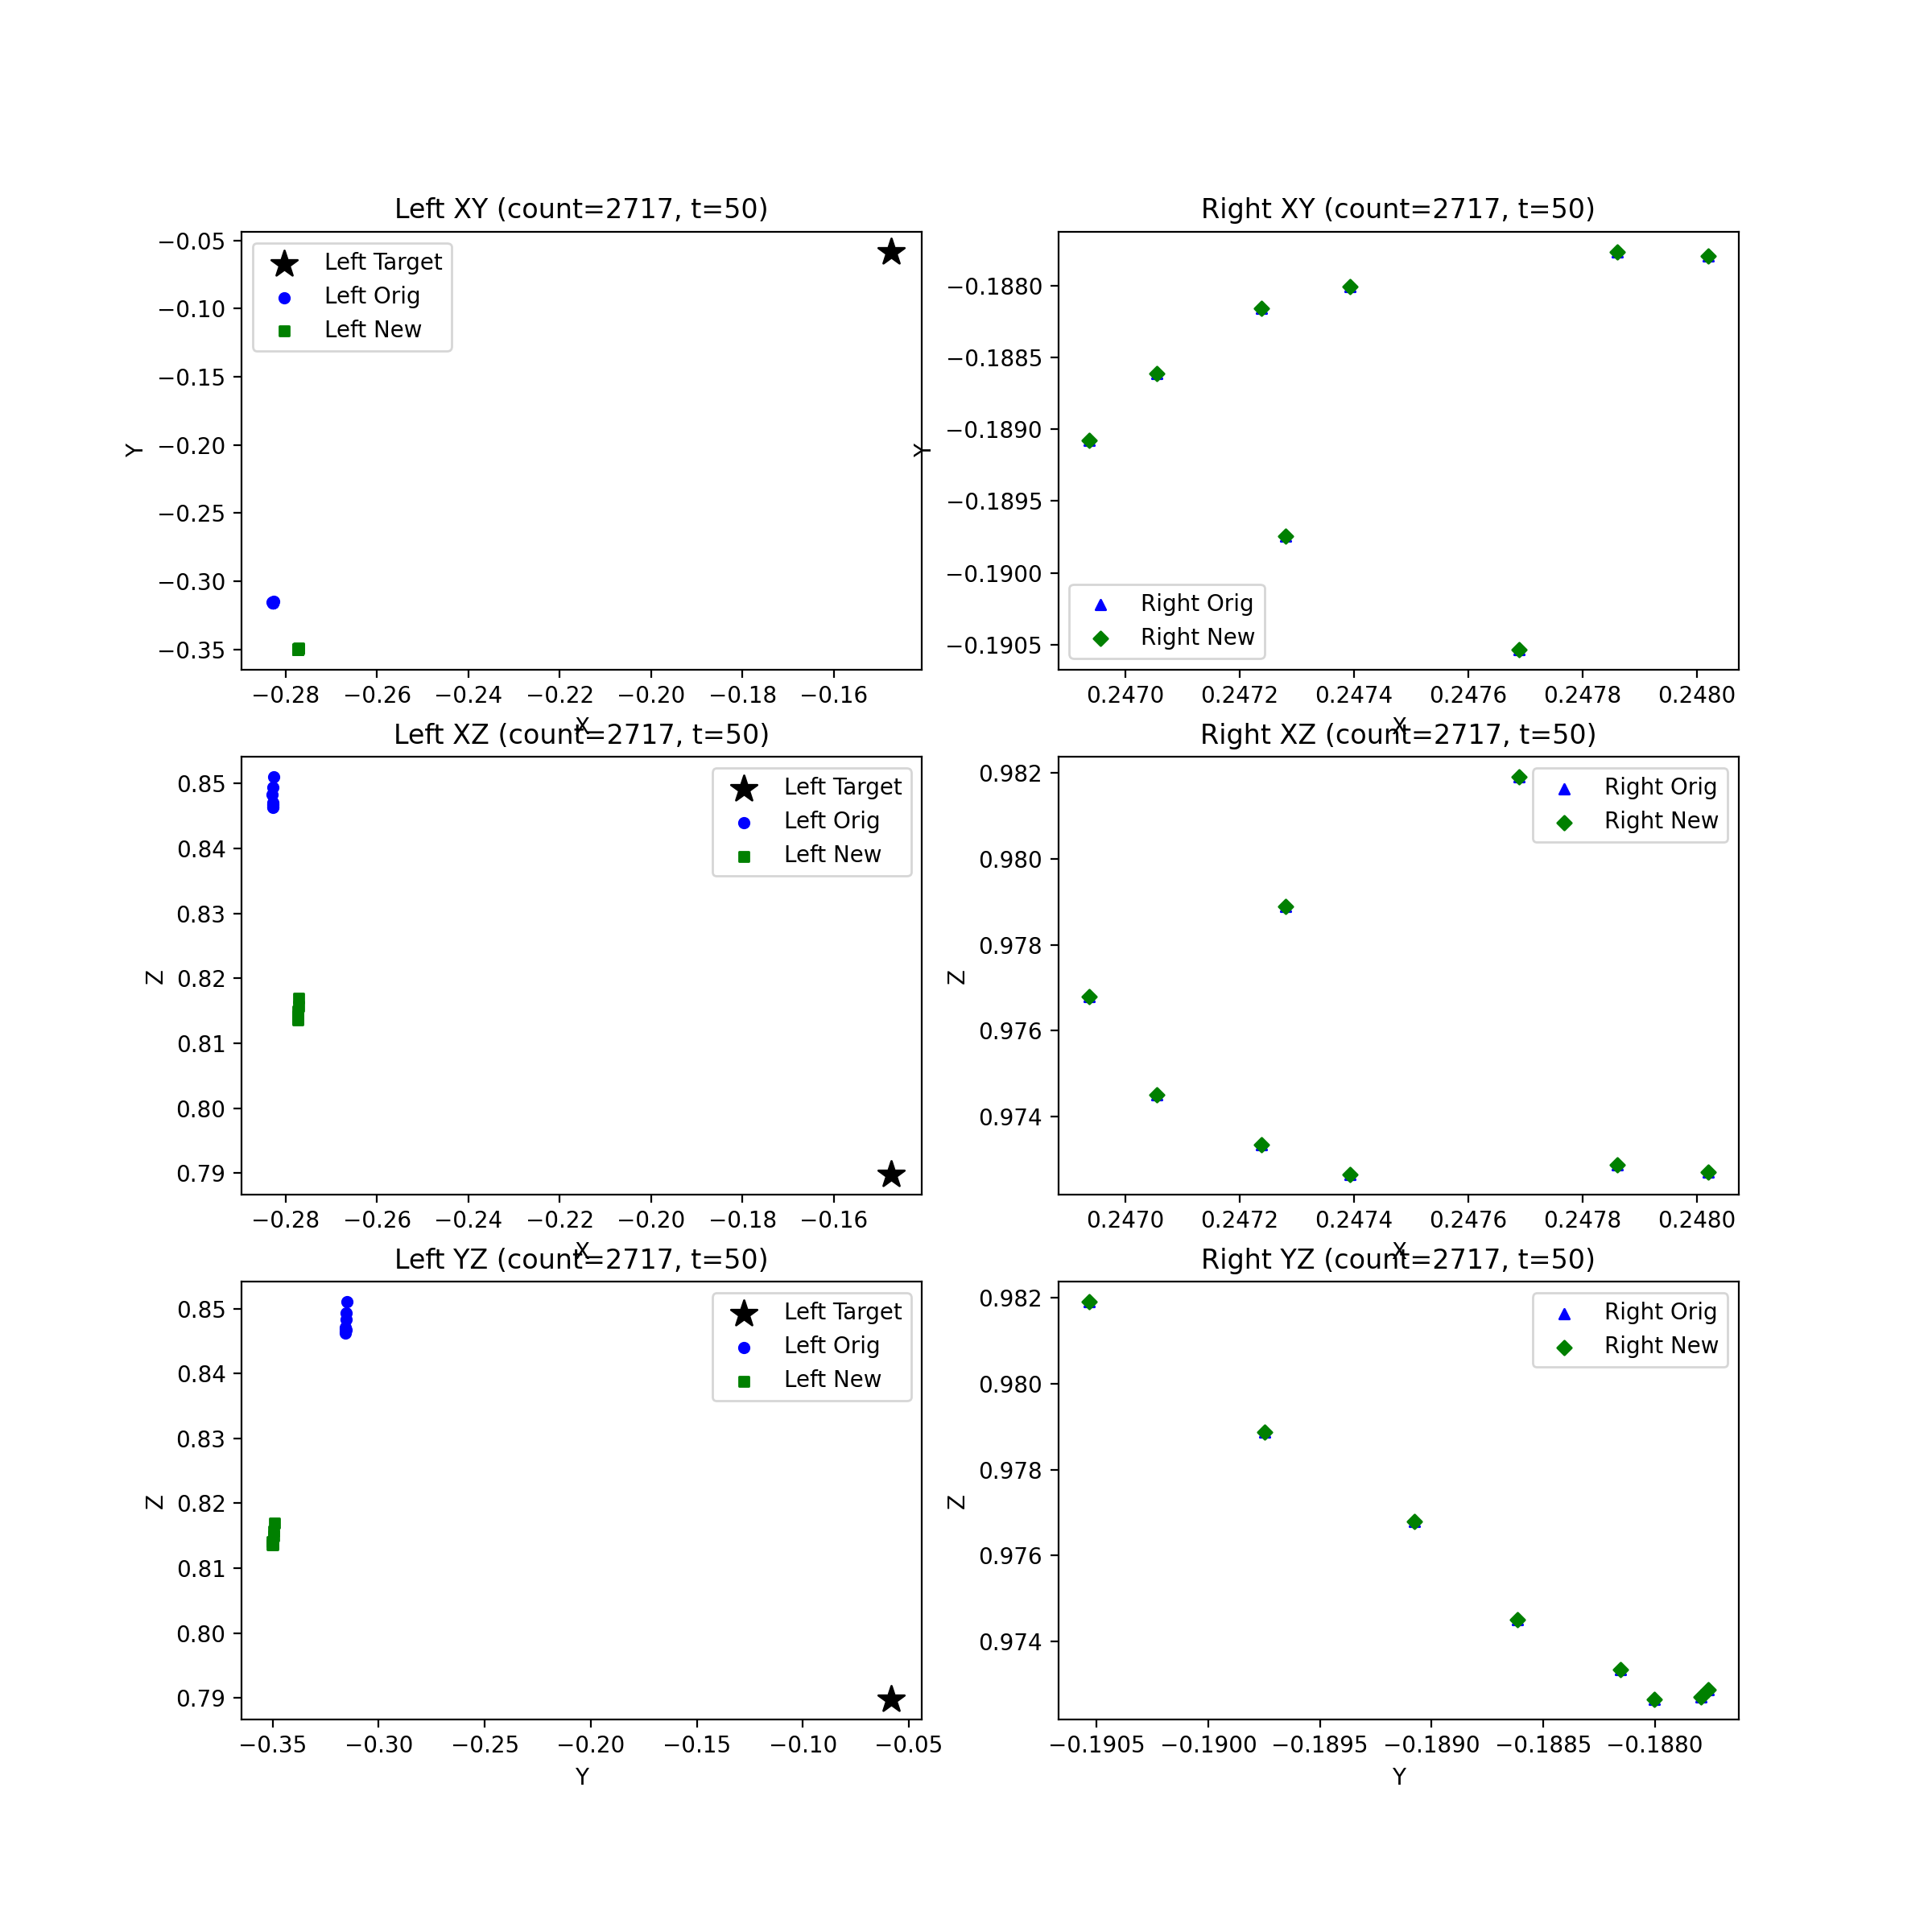 Left XY (count=2717, t=50)
Y
−0.05
−0.10
−0.15
−0.20
−0.25
−0.30
−0.35
Left Target
Left Orig
Left New
−0.28 −0.26 −0.24 −0.22 −0.20 −0.18 −0.16
X
Right XY (count=2717, t=50)
Y
−0.1880
−0.1885
−0.1890
−0.1895
−0.1900
−0.1905
Right Orig
Right New
0.2470 0.2472 0.2474 0.2476 0.2478 0.2480
X
Left XZ (count=2717, t=50)
Z
0.85
0.84
0.83
0.82
0.81
0.80
0.79
Left Target
Left Orig
Left New
−0.28 −0.26 −0.24 −0.22 −0.20 −0.18 −0.16
X
Right XZ (count=2717, t=50)
Z
0.982
0.980
0.978
0.976
0.974
Right Orig
Right New
0.2470 0.2472 0.2474 0.2476 0.2478 0.2480
X
Left YZ (count=2717, t=50)
Z
0.85
0.84
0.83
0.82
0.81
0.80
0.79
Left Target
Left Orig
Left New
−0.35 −0.30 −0.25 −0.20 −0.15 −0.10 −0.05
Y
Right YZ (count=2717, t=50)
Z
0.982
0.980
0.978
0.976
0.974
Right Orig
Right New
−0.1905 −0.1900 −0.1895 −0.1890 −0.1885 −0.1880
Y